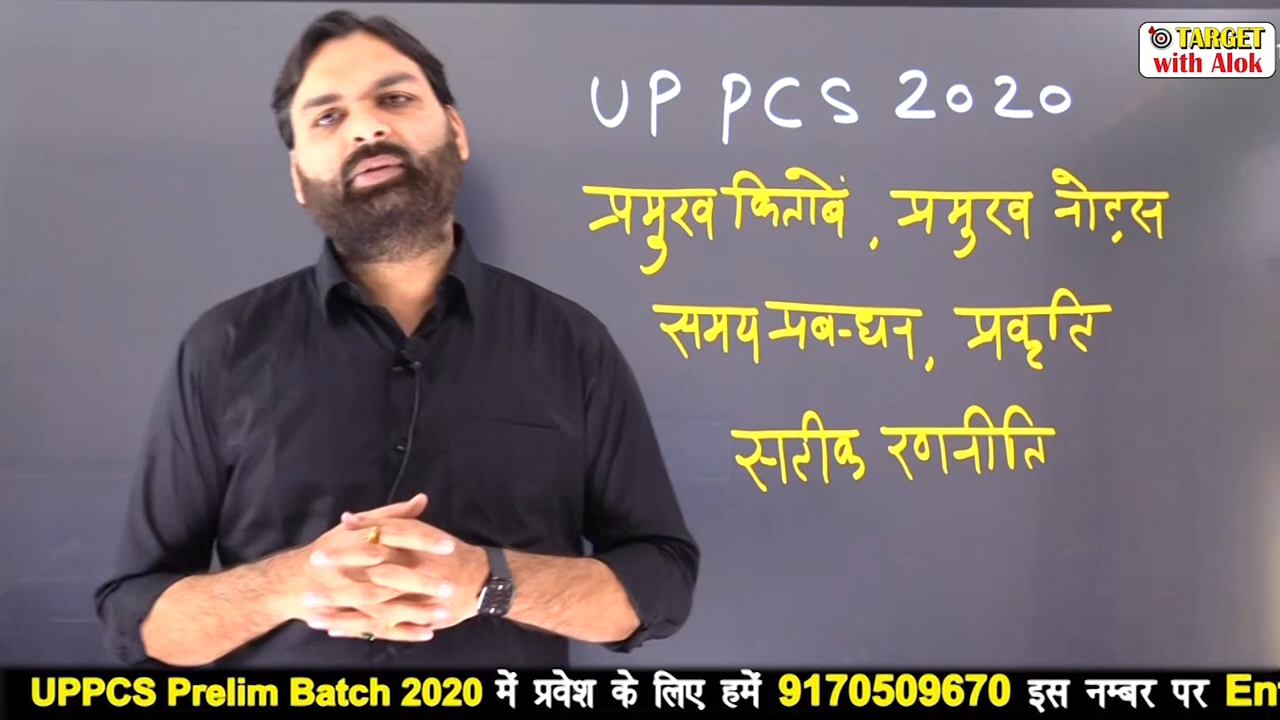 TARGET
with Alok
UP PCS 2020
प्रमुख किताबें, प्रमुख नोट्स
समय प्रबन्धन, प्रकृति
सटीक रणनीति
UPPCS Prelim Batch 2020 में प्रवेश के लिए हमें 9170509670 इस नम्बर पर